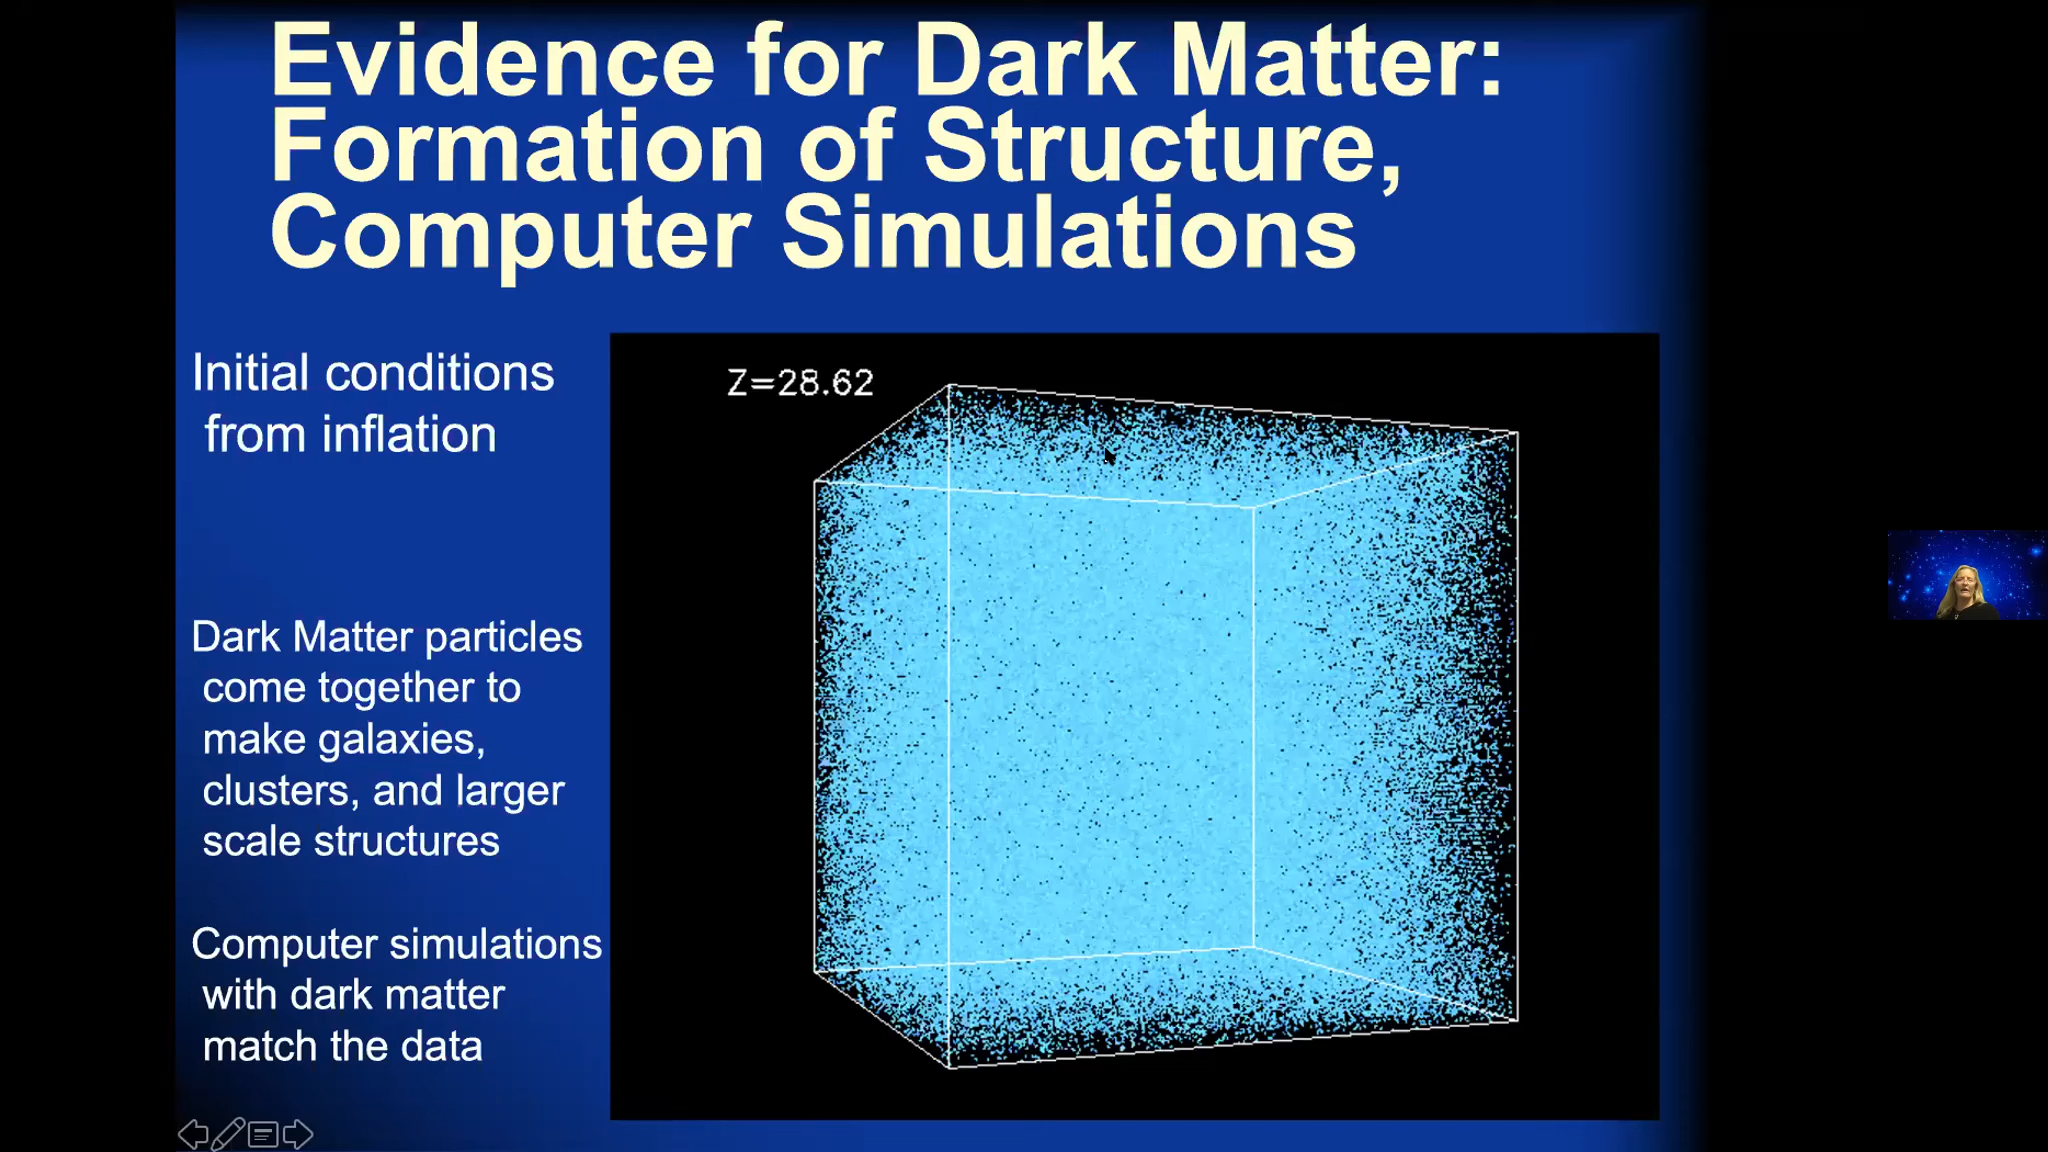 Evidence for Dark Matter:
Formation of Structure,
Computer Simulations
Initial conditions
from inflation
Z=28.62
Dark Matter particles
come together to
make galaxies,
clusters, and larger
scale structures
Computer simulations
with dark matter
match the data